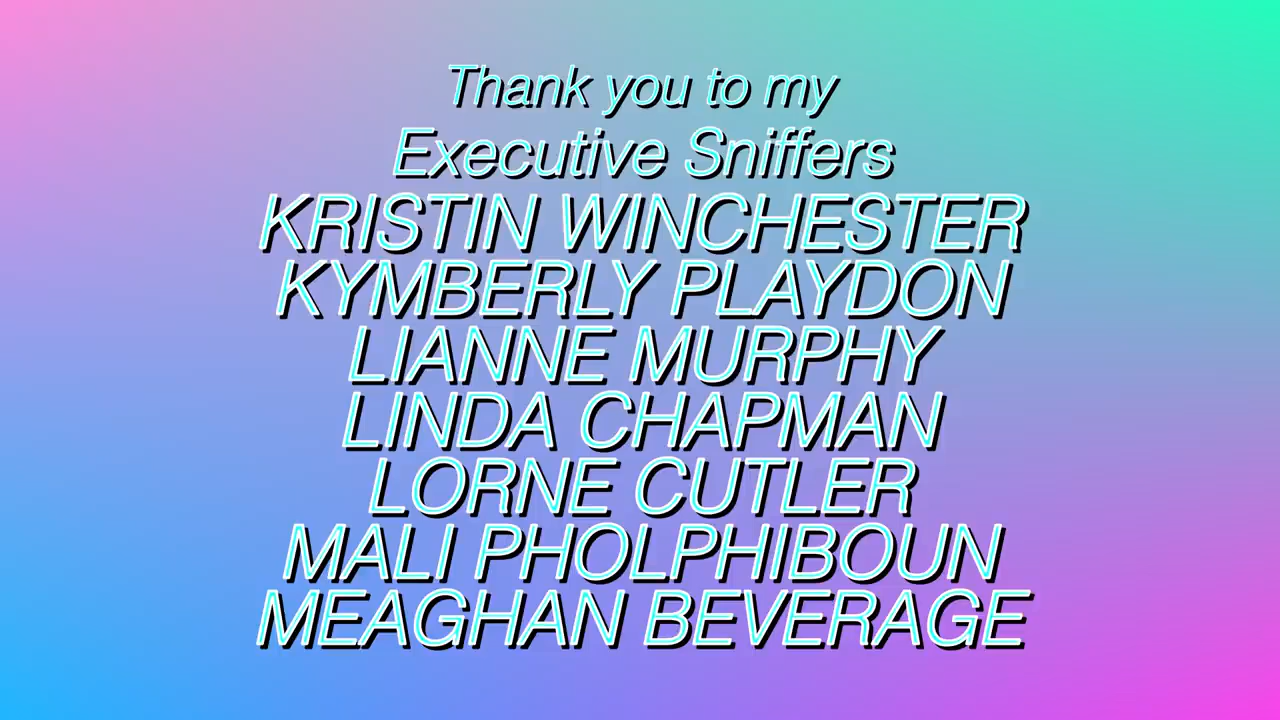 Thank you to my
Executive Sniffers
KRISTIN WINCHESTER
KYMBERLY PLAYDON
LIANNE MURPHY
LINDA CHAPMAN
LORNE CUTLER
MALI PHOLPHIBOUN
MEAGHAN BEVERAGE